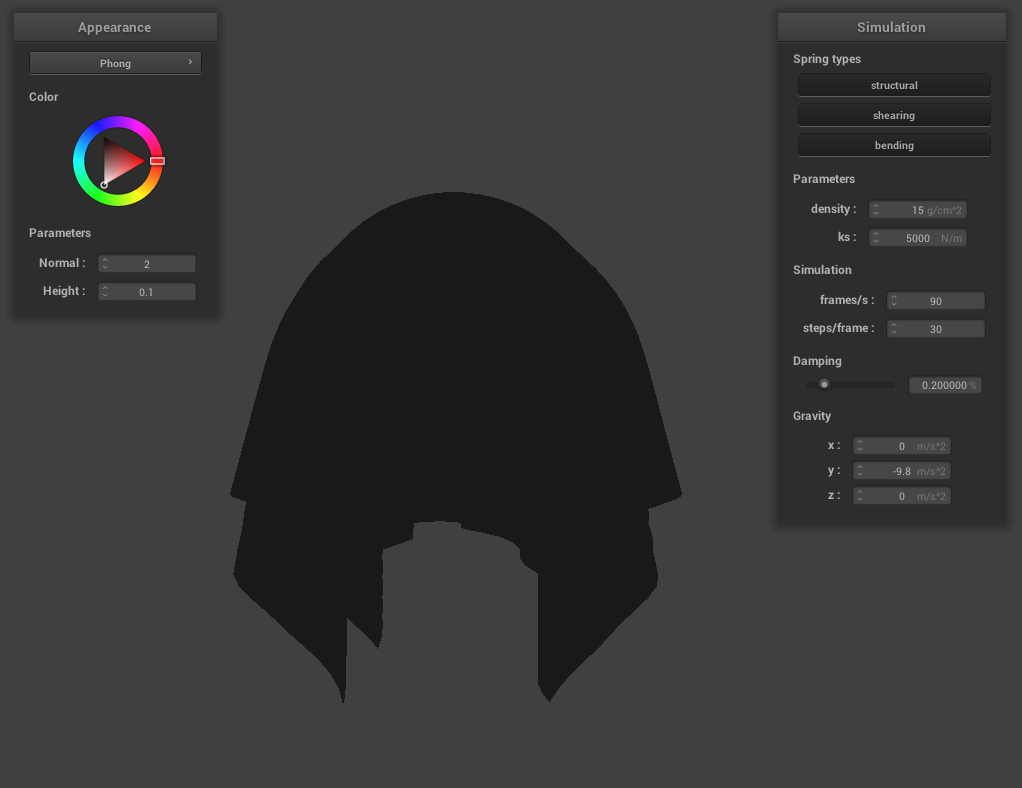 Appearance
Phong
Color
Parameters
Normal : 2
Height : 0.1
Simulation
Spring types
structural
shearing
bending
Parameters
density : 15 g/cm^2
ks : 5000 N/m
Simulation
frames/s : 90
steps/frame : 30
Damping
0.200000 %
Gravity
x : 0 m/s^2
y : -9.8 m/s^2
z : 0 m/s^2